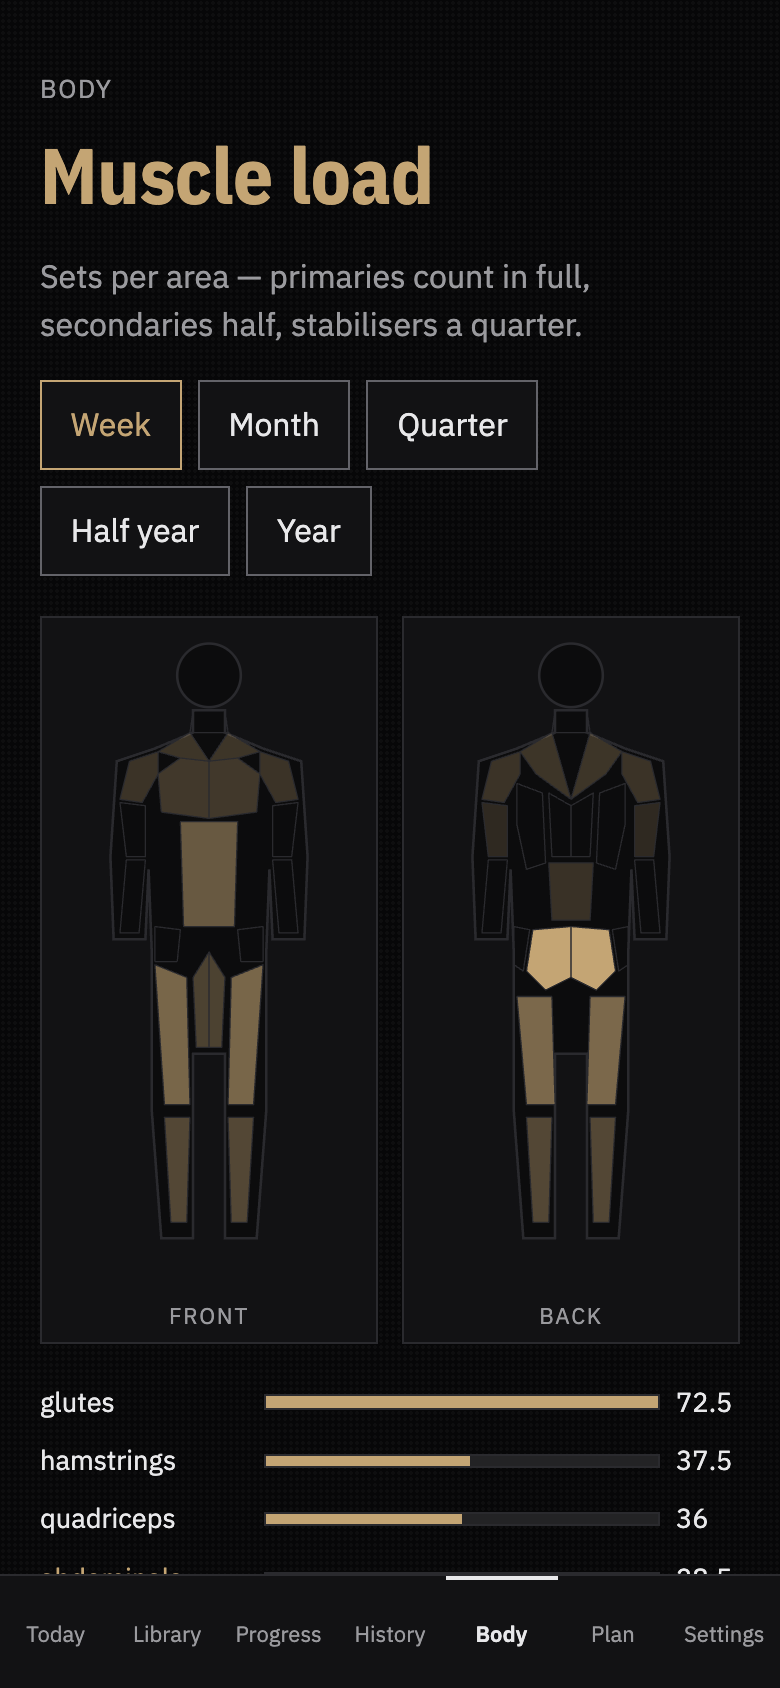 BODY
Muscle load
Sets per area — primaries count in full,
secondaries half, stabilisers a quarter.
Week Month Quarter
Half year Year
FRONT BACK
glutes 72.5
hamstrings 37.5
quadriceps 36
Today Library Progress History Body Plan Settings